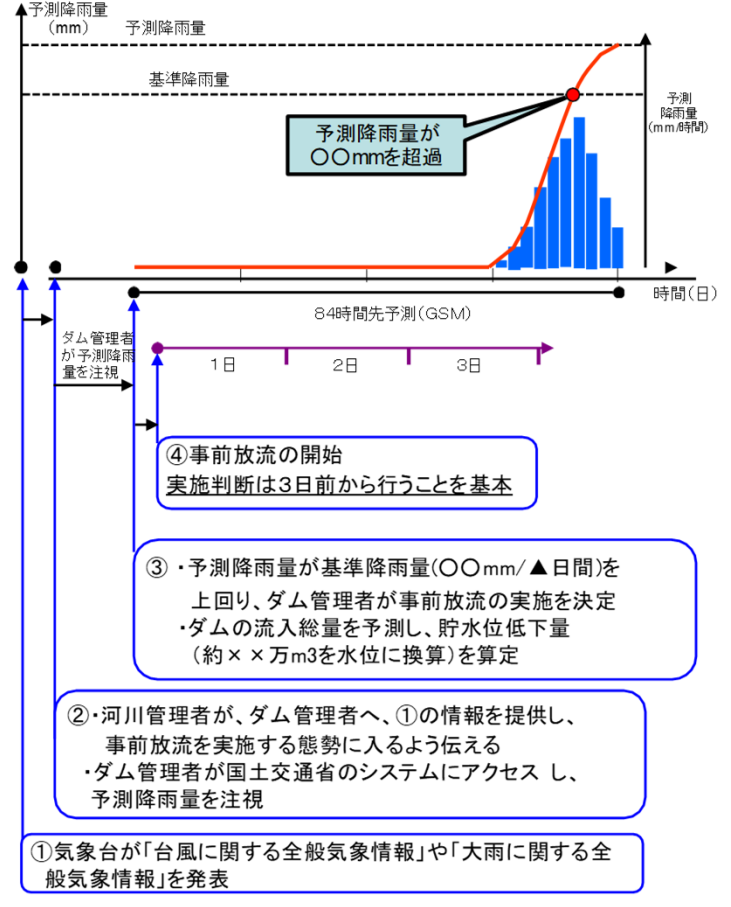 予測降雨量
(mm)
予測降雨量
基準降雨量
予測
降雨量
(mm/時間)
予測降雨量が
〇〇mmを超過
時間(日)
84時間先予測(GSM)
ダム管理者
が予測降雨
量を注視
1日
2日
3日
④事前放流の開始
実施判断は3日前から行うことを基本
③ ・予測降雨量が基準降雨量(〇〇mm/▲日間)を
上回り、ダム管理者が事前放流の実施を決定
・ダムの流入総量を予測し、貯水位低下量
(約××万m3を水位に換算)を算定
②・河川管理者が、ダム管理者へ、①の情報を提供し、
事前放流を実施する態勢に入るよう伝える
・ダム管理者が国土交通省のシステムにアクセス し、
予測降雨量を注視
①気象台が「台風に関する全般気象情報」や「大雨に関する全
般気象情報」を発表